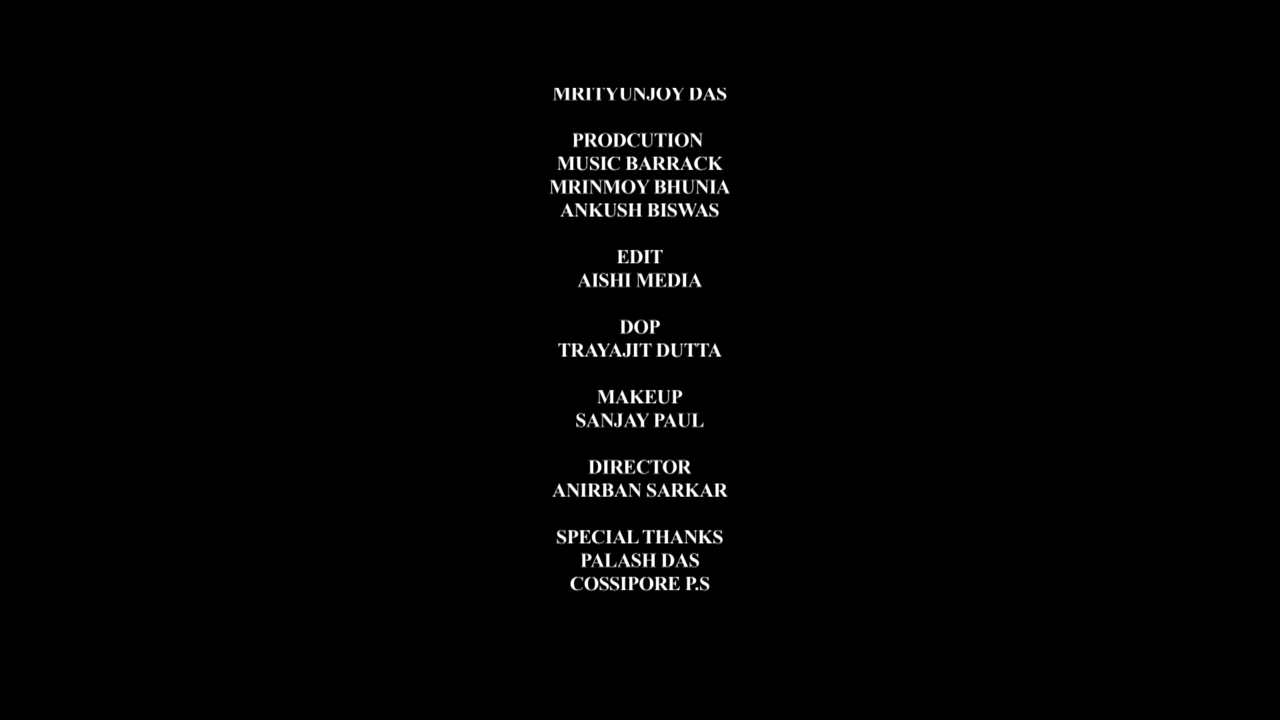 MRITYUNJOY DAS
PRODCUTION
MUSIC BARRACK
MRINMOY BHUNIA
ANKUSH BISWAS
EDIT
AISHI MEDIA
DOP
TRAYAJIT DUTTA
MAKEUP
SANJAY PAUL
DIRECTOR
ANIRBAN SARKAR
SPECIAL THANKS
PALASH DAS
COSSIPORE P.S